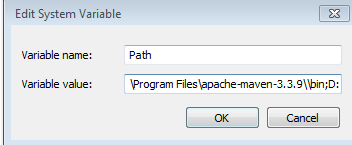 Edit System Variable
Variable name: Path
Variable value: \Program Files\apache-maven-3.3.9\\bin;D:
OK Cancel